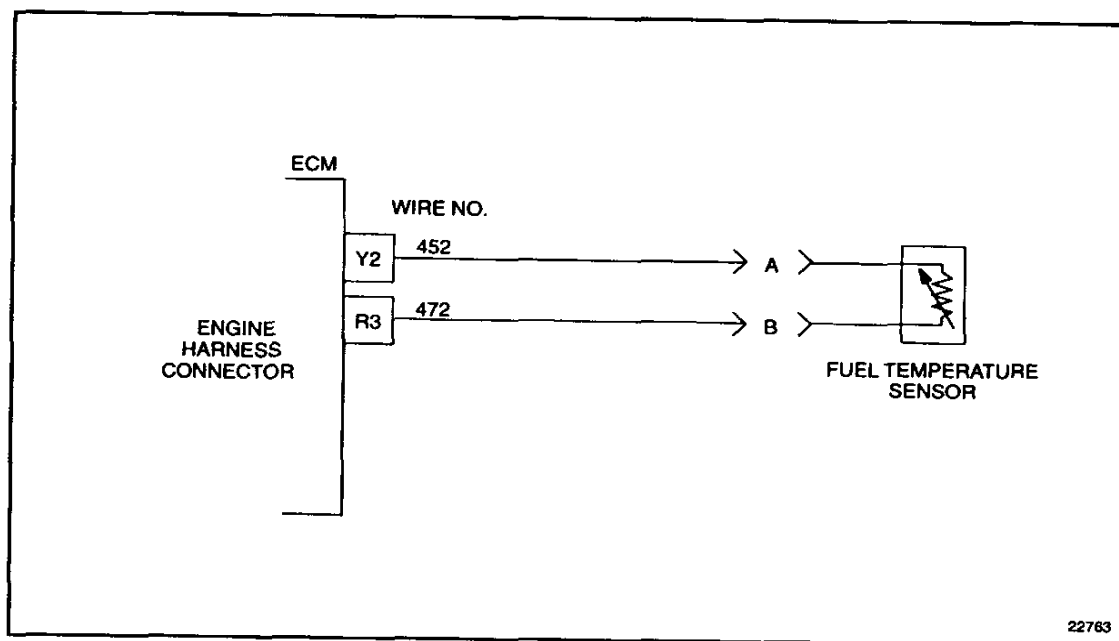 ECM
WIRE NO.
Y2
452
A
R3
472
B
ENGINE
HARNESS
CONNECTOR
FUEL TEMPERATURE
SENSOR
22763